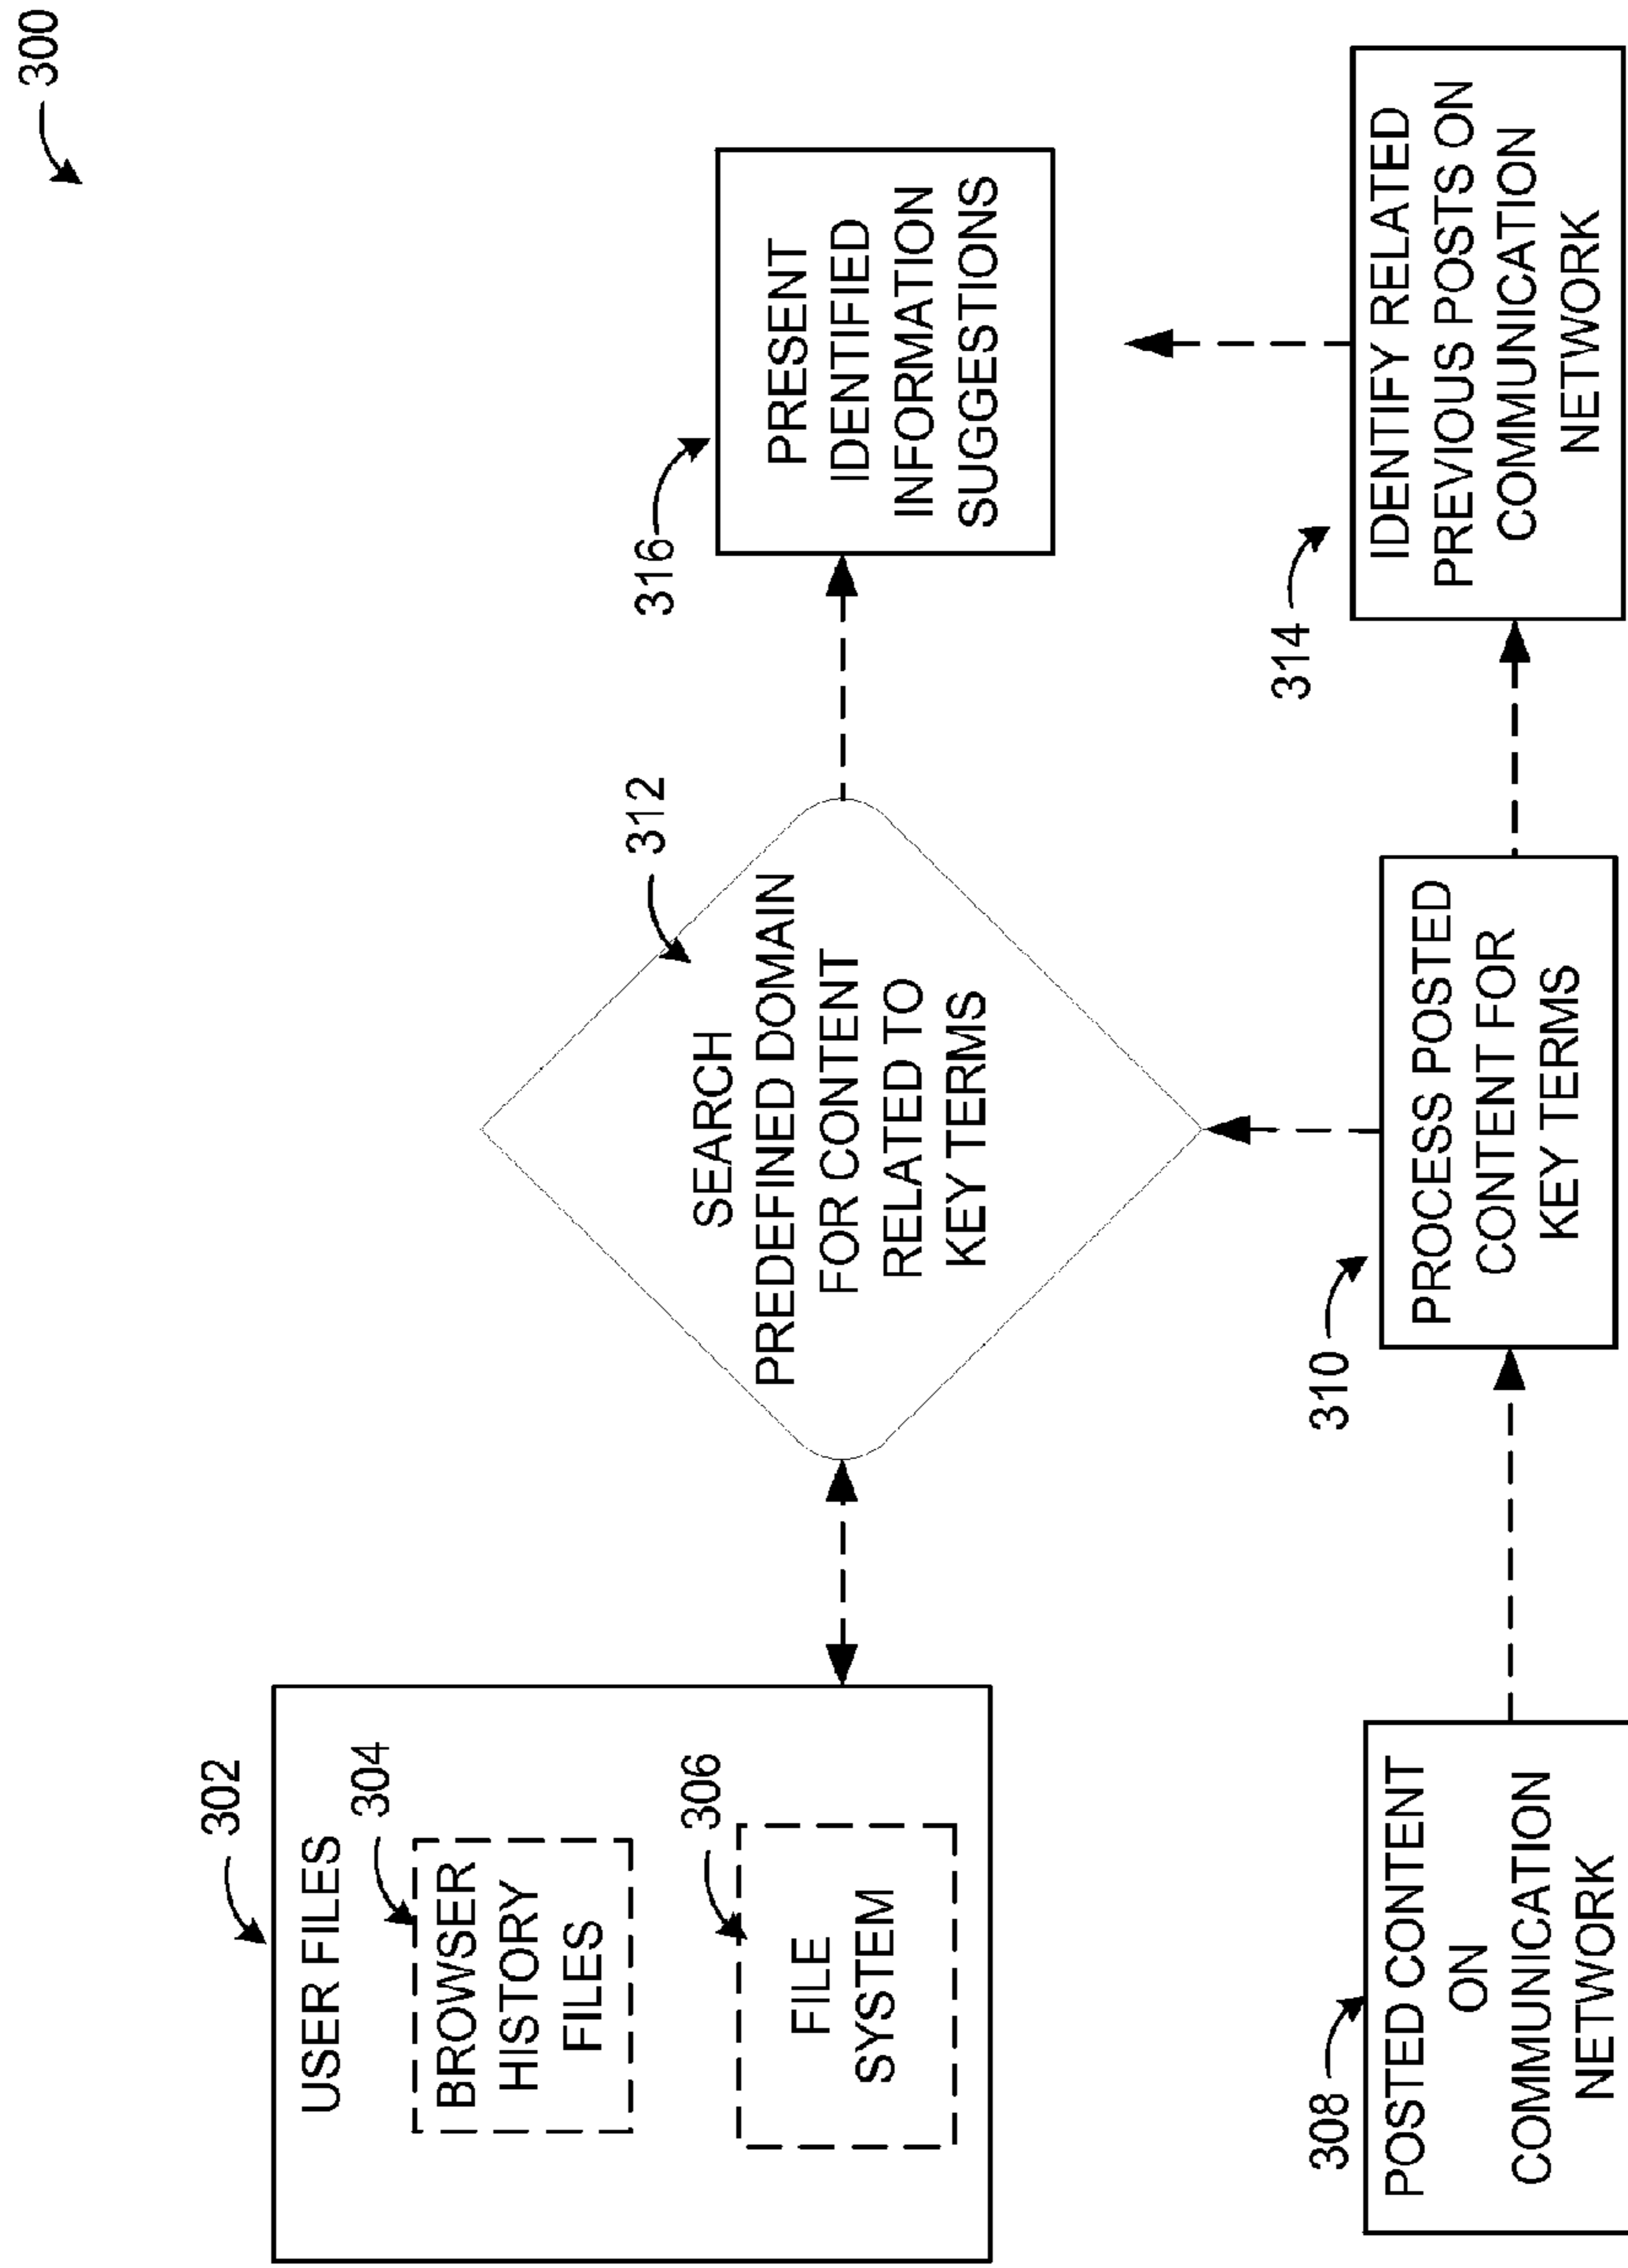 300
302
USER FILES
304
BROWSER
HISTORY
FILES
306
FILE
SYSTEM
312
SEARCH
PREDEFINED DOMAIN
FOR CONTENT
RELATED TO
KEY TERMS
316
PRESENT
IDENTIFIED
INFORMATION
SUGGESTIONS
308
POSTED CONTENT
ON
COMMUNICATION
NETWORK
310
PROCESS POSTED
CONTENT FOR
KEY TERMS
314
IDENTIFY RELATED
PREVIOUS POSTS ON
COMMUNICATION
NETWORK